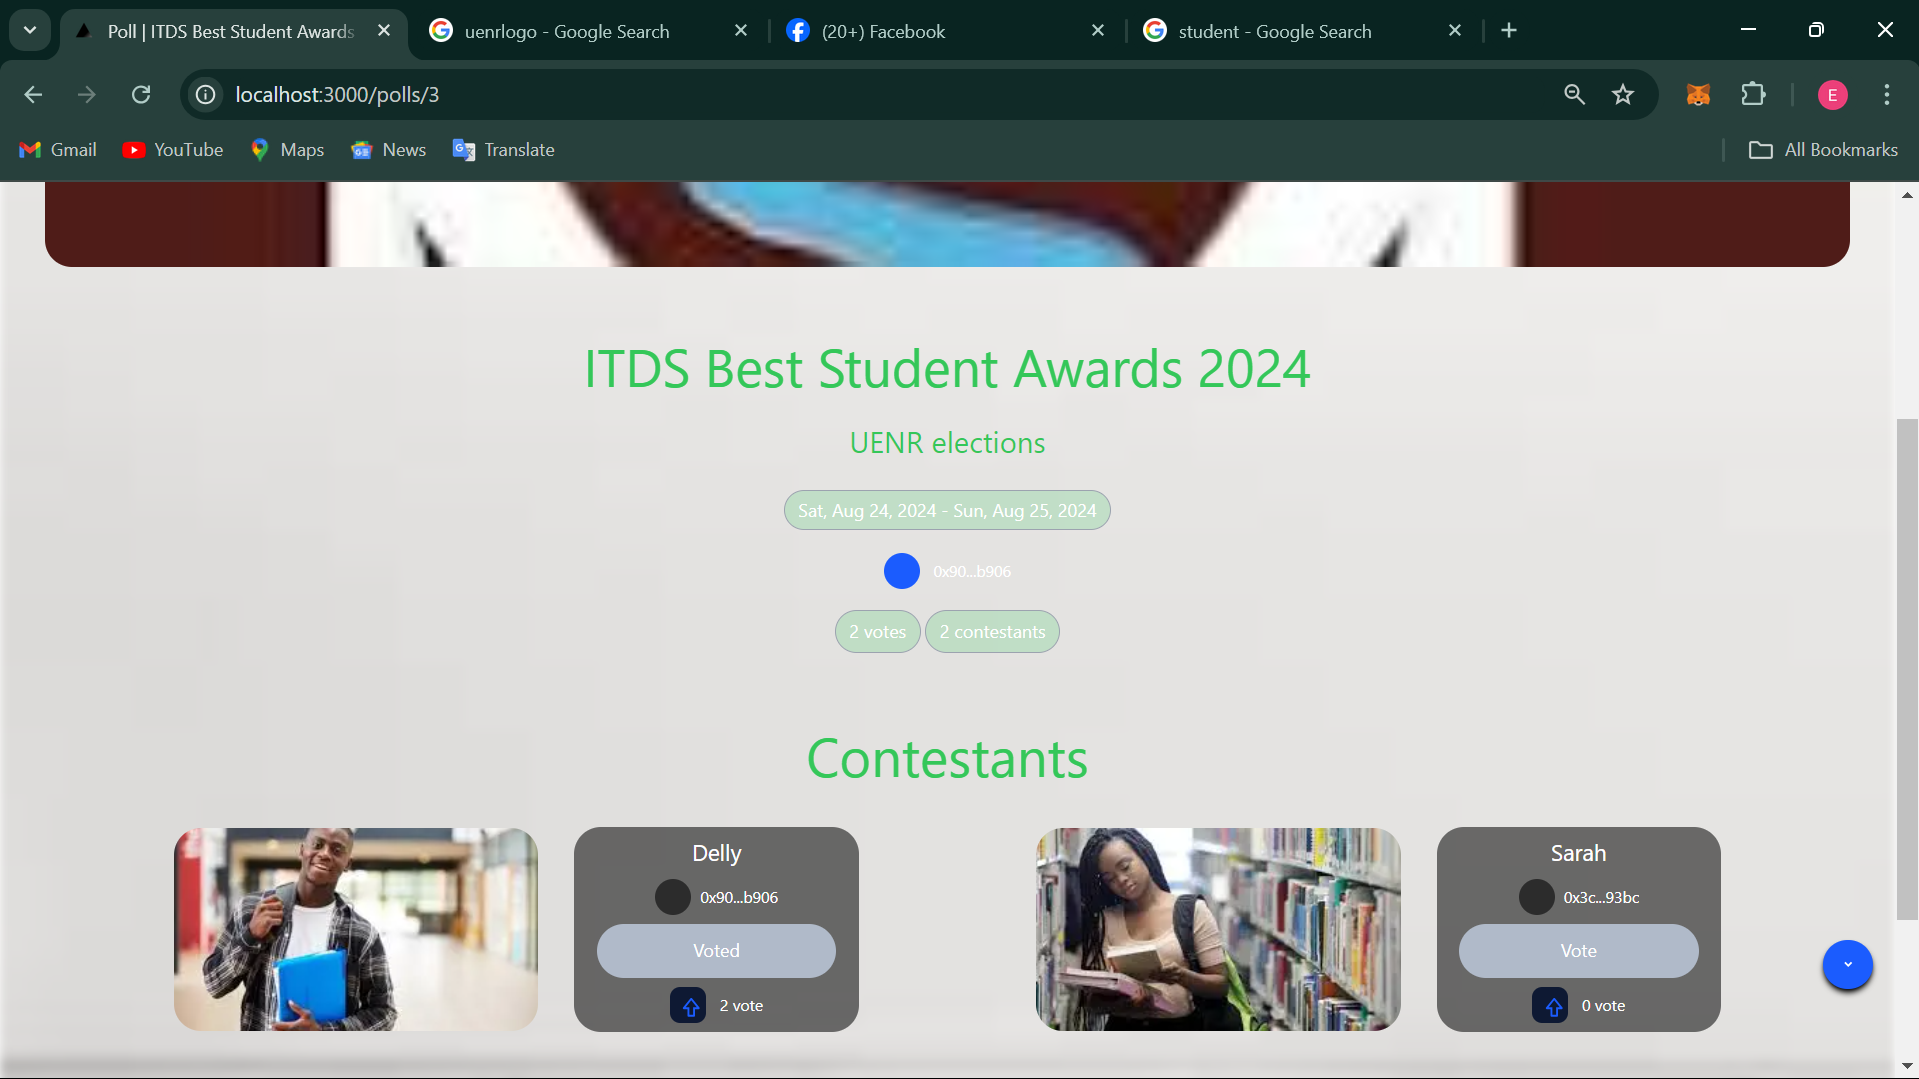 Poll | ITDS Best Student Awards
uenrlogo - Google Search
(20+) Facebook
student - Google Search
localhost:3000/polls/3
E
Gmail
YouTube
Maps
News
Translate
All Bookmarks
ITDS Best Student Awards 2024
UENR elections
Sat, Aug 24, 2024 - Sun, Aug 25, 2024
0x90...b906
2 votes
2 contestants
Contestants
Delly
0x90...b906
Voted
2 vote
Sarah
0x3c...93bc
Vote
0 vote